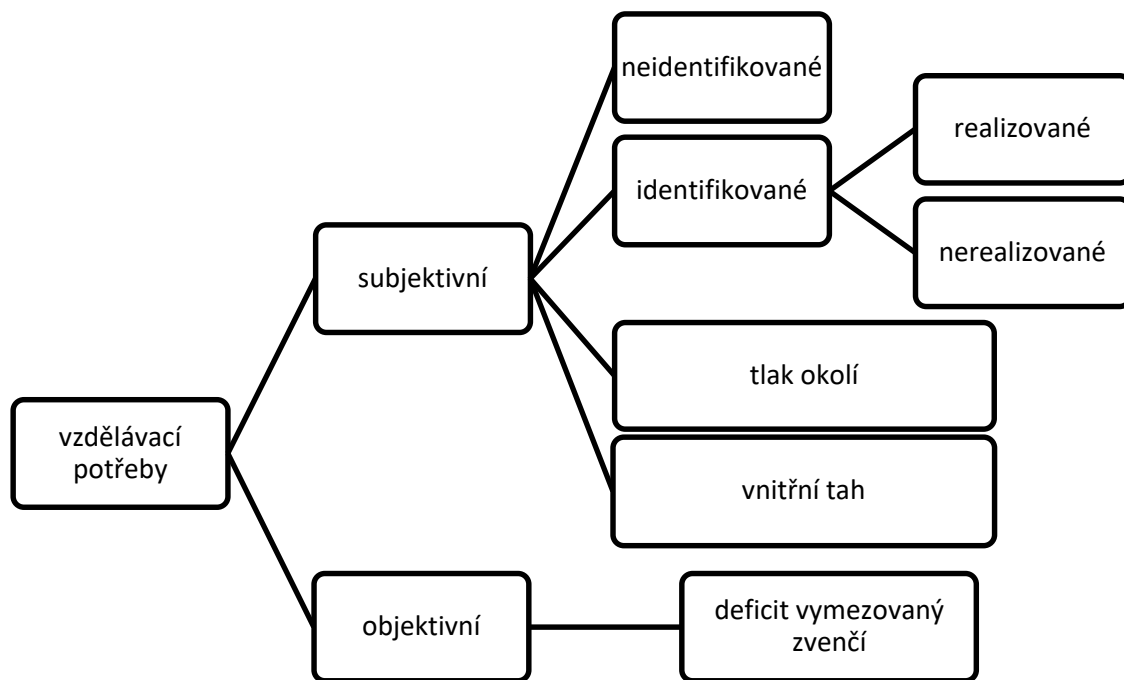 neidentifikované
realizované
identifikované
nerealizované
subjektivní
tlak okolí
vzdělávací
potřeby
vnitřní tah
objektivní
deficit vymezovaný
zvenčí